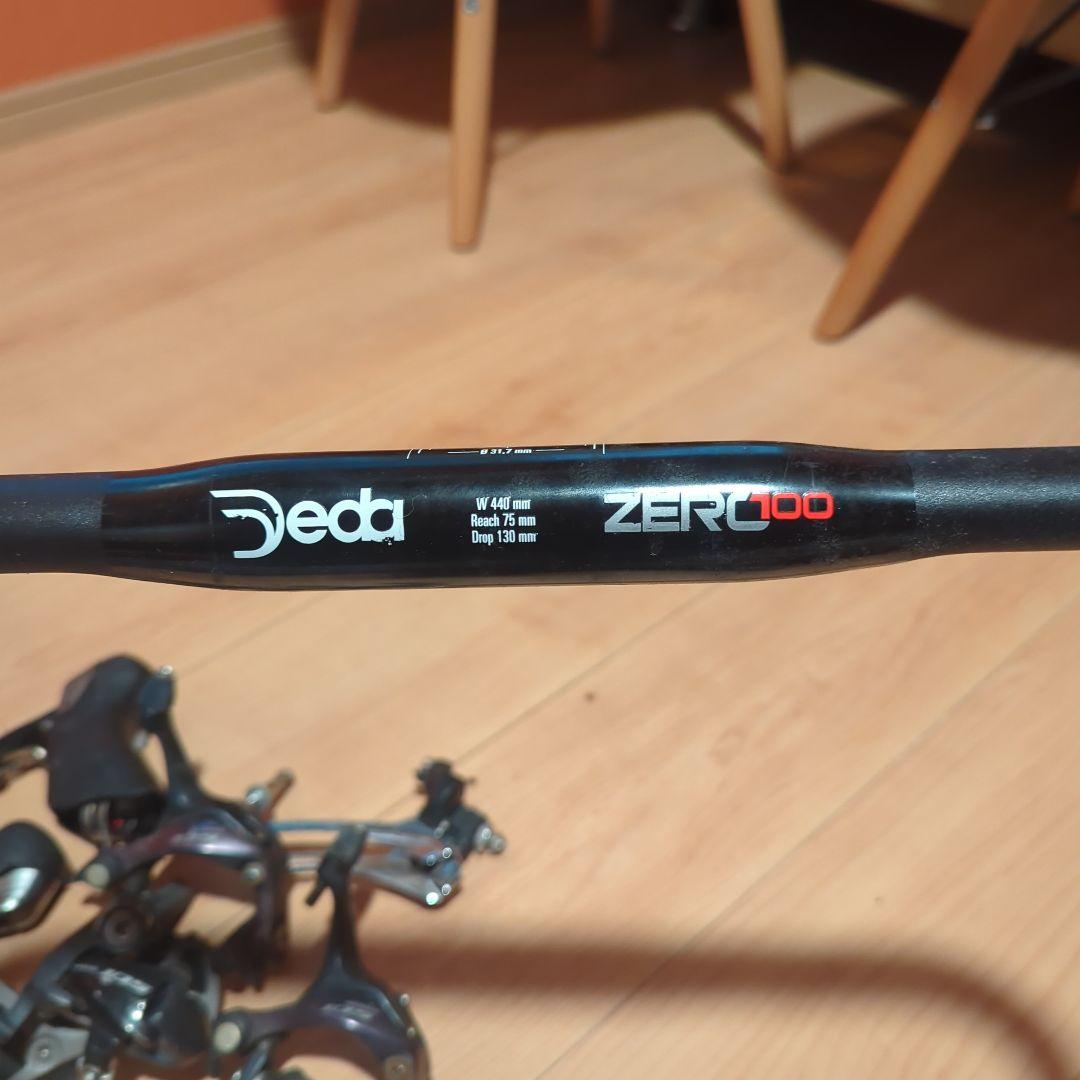 Ø 31,7 mm
Deda
W 440 mm
Reach 75 mm
Drop 130 mm
ZERO100